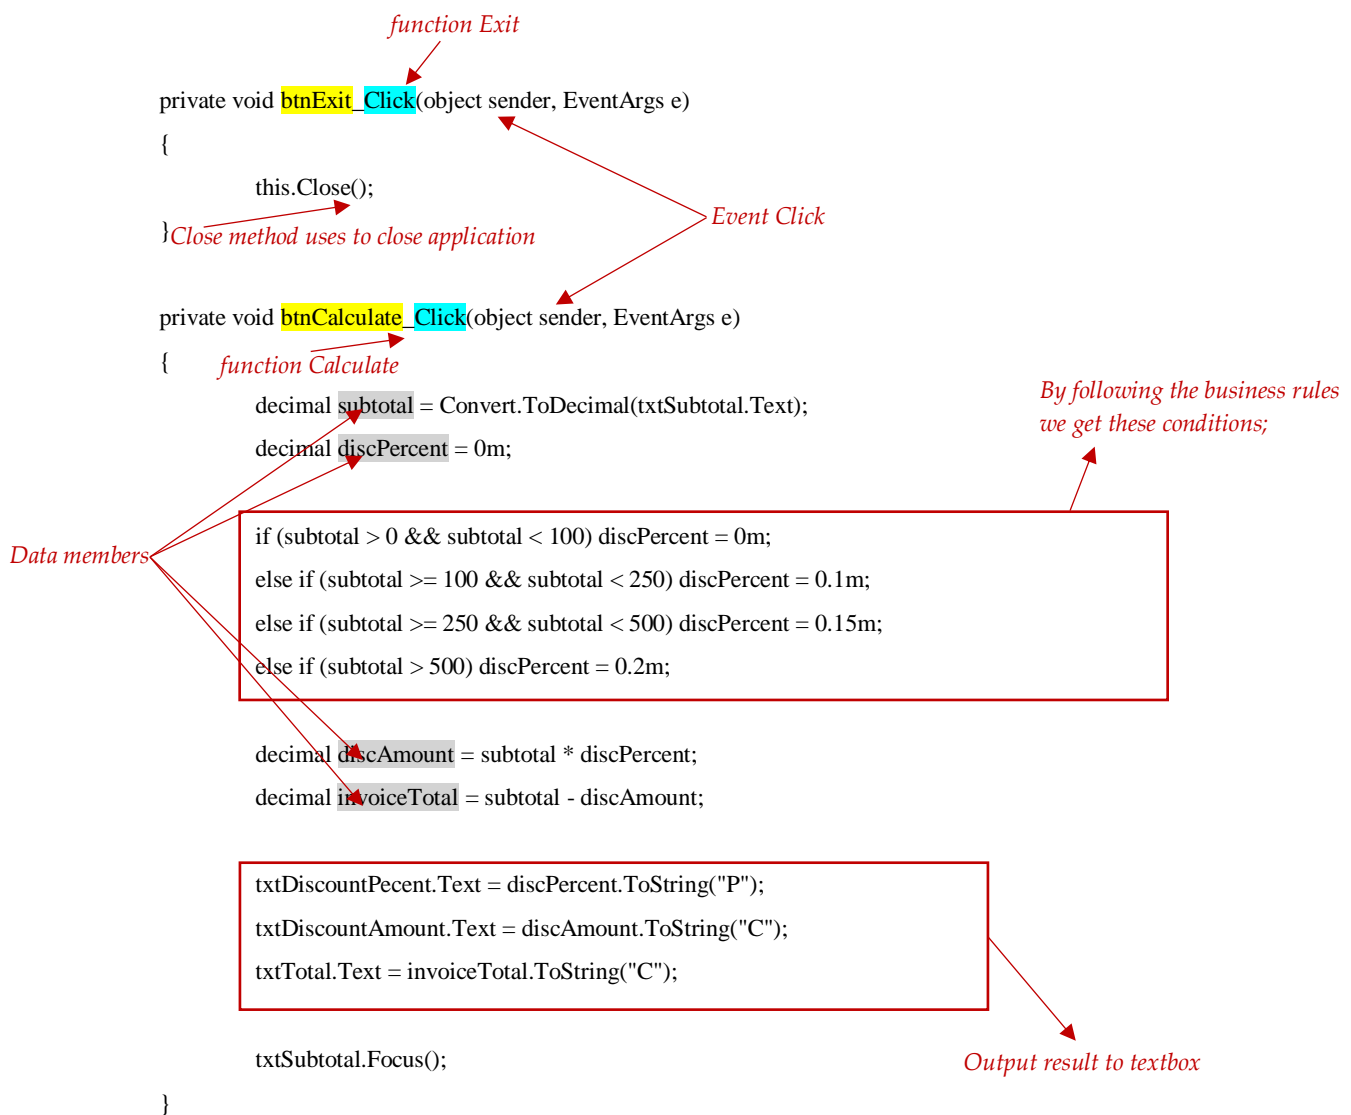 function Exit
private void btnExit_Click(object sender, EventArgs e)
{
this.Close();
Event Click
}Close method uses to close application
private void btnCalculate_Click(object sender, EventArgs e)
{ function Calculate
By following the business rules
we get these conditions;
decimal subtotal = Convert.ToDecimal(txtSubtotal.Text);
decimal discPercent = 0m;
Data members
if (subtotal > 0 && subtotal < 100) discPercent = 0m;
else if (subtotal >= 100 && subtotal < 250) discPercent = 0.1m;
else if (subtotal >= 250 && subtotal < 500) discPercent = 0.15m;
else if (subtotal > 500) discPercent = 0.2m;
decimal discAmount = subtotal * discPercent;
decimal invoiceTotal = subtotal - discAmount;
txtDiscountPecent.Text = discPercent.ToString("P");
txtDiscountAmount.Text = discAmount.ToString("C");
txtTotal.Text = invoiceTotal.ToString("C");
txtSubtotal.Focus();
Output result to textbox
}